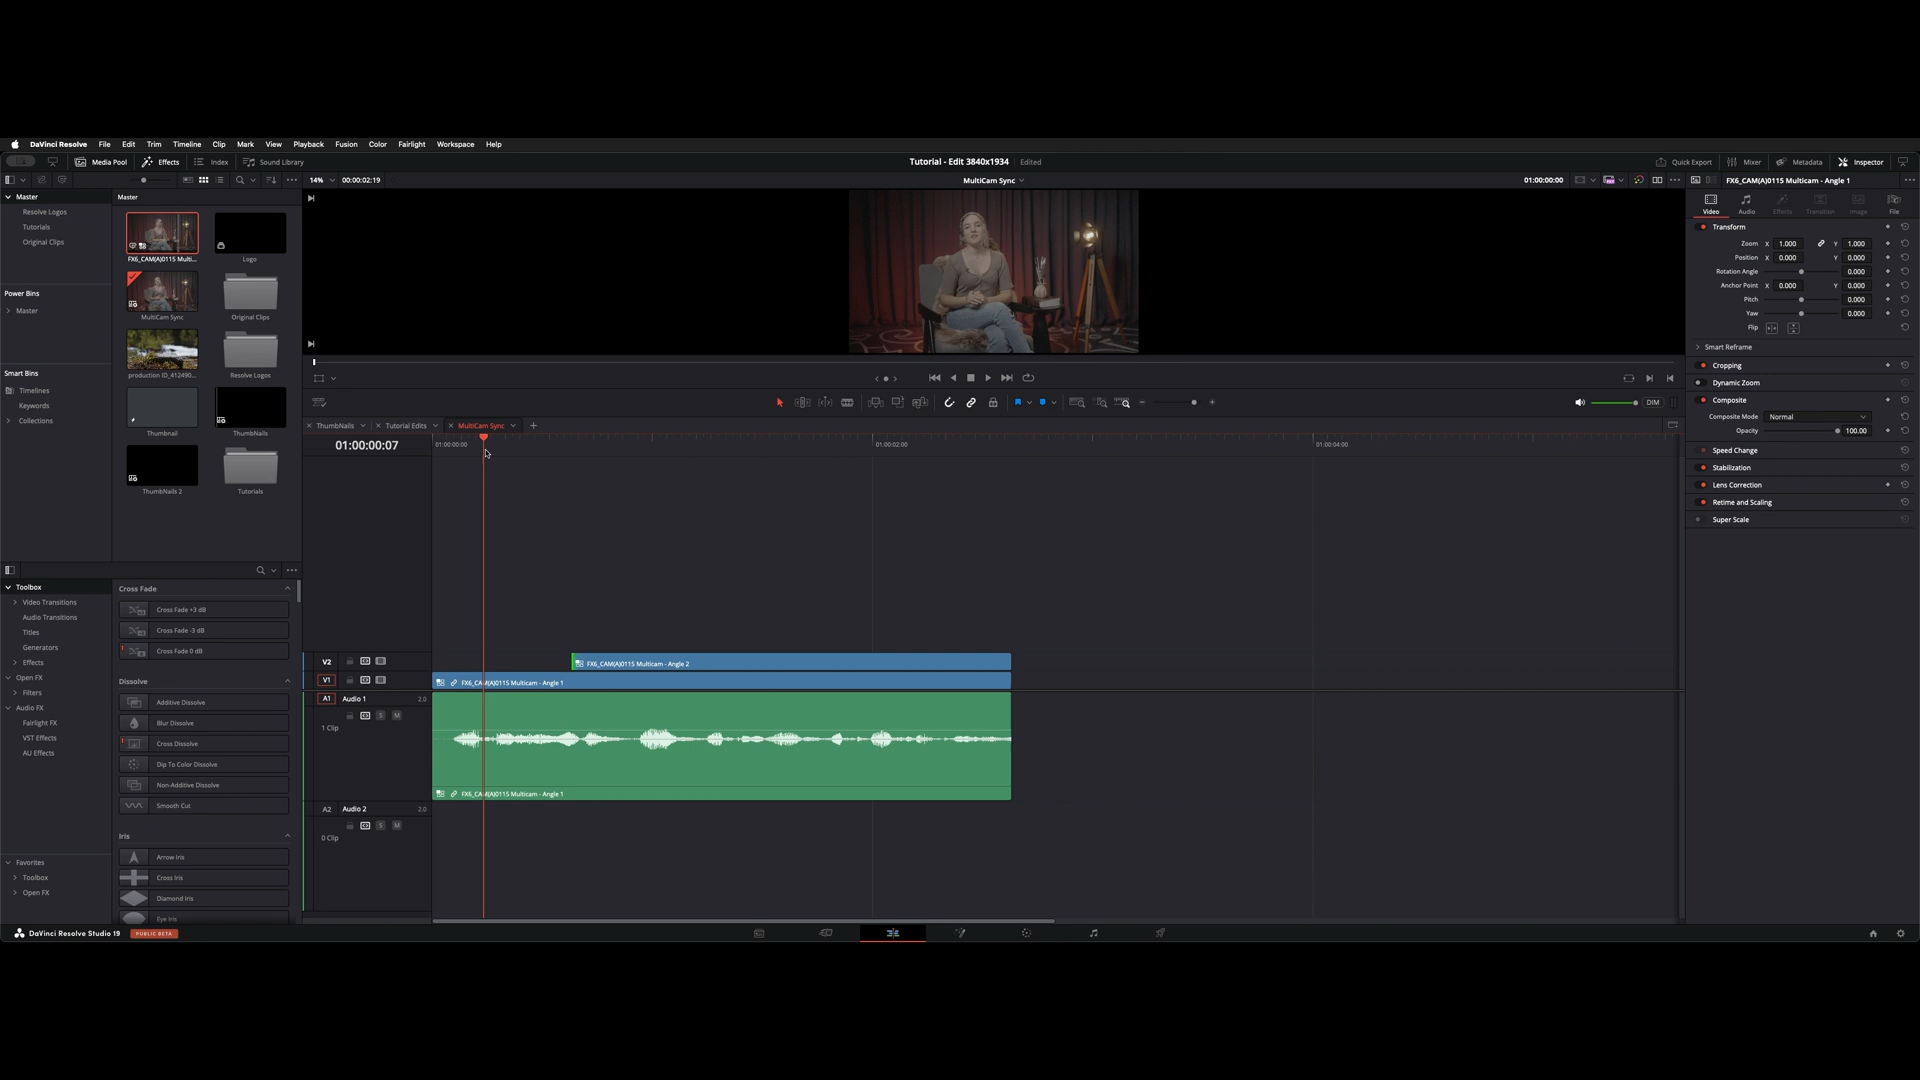 DaVinci Resolve File Edit Trim Timeline Clip Mark View Playback Fusion Color Fairlight Workspace Help
Media Pool Effects Index Sound Library Tutorial - Edit 3840x1934 Edited Quick Export Mixer Metadata Inspector
14% 00:00:02:19 MultiCam Sync 01:00:00:00 FX6_CAM(A)0115 Multicam - Angle 1
Master
Resolve Logos
Tutorials
Original Clips
Power Bins
Master
Smart Bins
Timelines
Keywords
Collections
Master
FX6_CAM(A)0115 Multi... Logo
MultiCam Sync Original Clips
production ID_412490... Resolve Logos
Thumbnail ThumbNails
ThumbNails 2 Tutorials
Video Audio Effects Transition Image File
Transform
Zoom X 1.000 Y 1.000
Position X 0.000 Y 0.000
Rotation Angle 0.000
Anchor Point X 0.000 Y 0.000
Pitch 0.000
Yaw 0.000
Flip
Smart Reframe
Cropping
Dynamic Zoom
Composite
Composite Mode Normal
Opacity 100.00
Speed Change
Stabilization
Lens Correction
Retime and Scaling
Super Scale
DIM
ThumbNails Tutorial Edits MultiCam Sync
01:00:00:07 01:00:00:00 01:00:02:00 01:00:04:00
V2 FX6_CAM(A)0115 Multicam - Angle 2
V1 FX6_CAM(A)0115 Multicam - Angle 1
A1 Audio 1 2.0
S M
1 Clip
FX6_CAM(A)0115 Multicam - Angle 1
A2 Audio 2 2.0
S M
0 Clip
Toolbox
Video Transitions
Audio Transitions
Titles
Generators
Effects
Open FX
Filters
Audio FX
Fairlight FX
VST Effects
AU Effects
Favorites
Toolbox
Open FX
Cross Fade
Cross Fade +3 dB
Cross Fade -3 dB
Cross Fade 0 dB
Dissolve
Additive Dissolve
Blur Dissolve
Cross Dissolve
Dip To Color Dissolve
Non-Additive Dissolve
Smooth Cut
Iris
Arrow Iris
Cross Iris
Diamond Iris
Eye Iris
DaVinci Resolve Studio 19 PUBLIC BETA